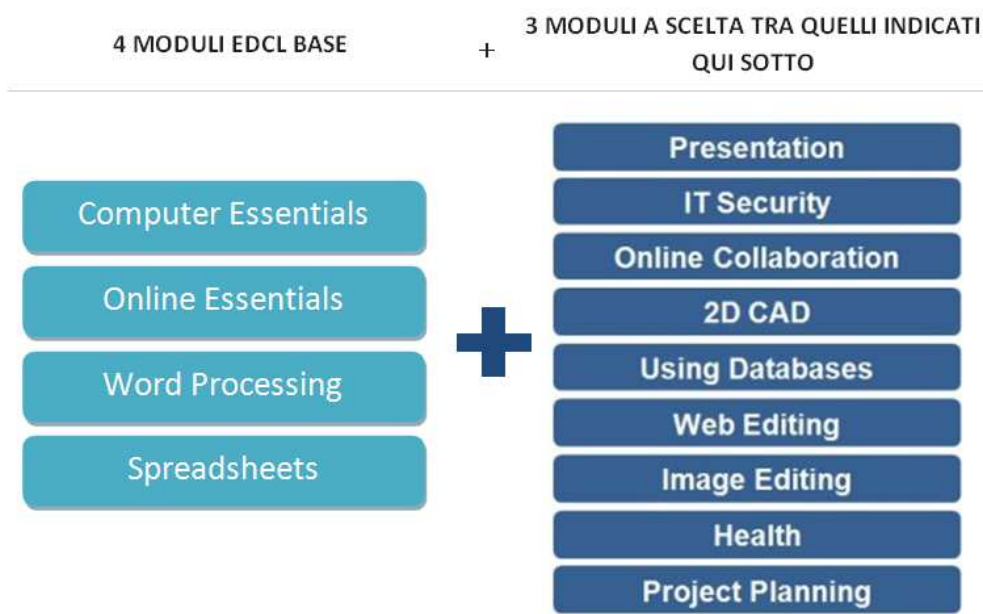 4 MODULI EDCL BASE
+
3 MODULI A SCELTA TRA QUELLI INDICATI
QUI SOTTO
Computer Essentials
Online Essentials
Word Processing
Spreadsheets
Presentation
IT Security
Online Collaboration
2D CAD
Using Databases
Web Editing
Image Editing
Health
Project Planning